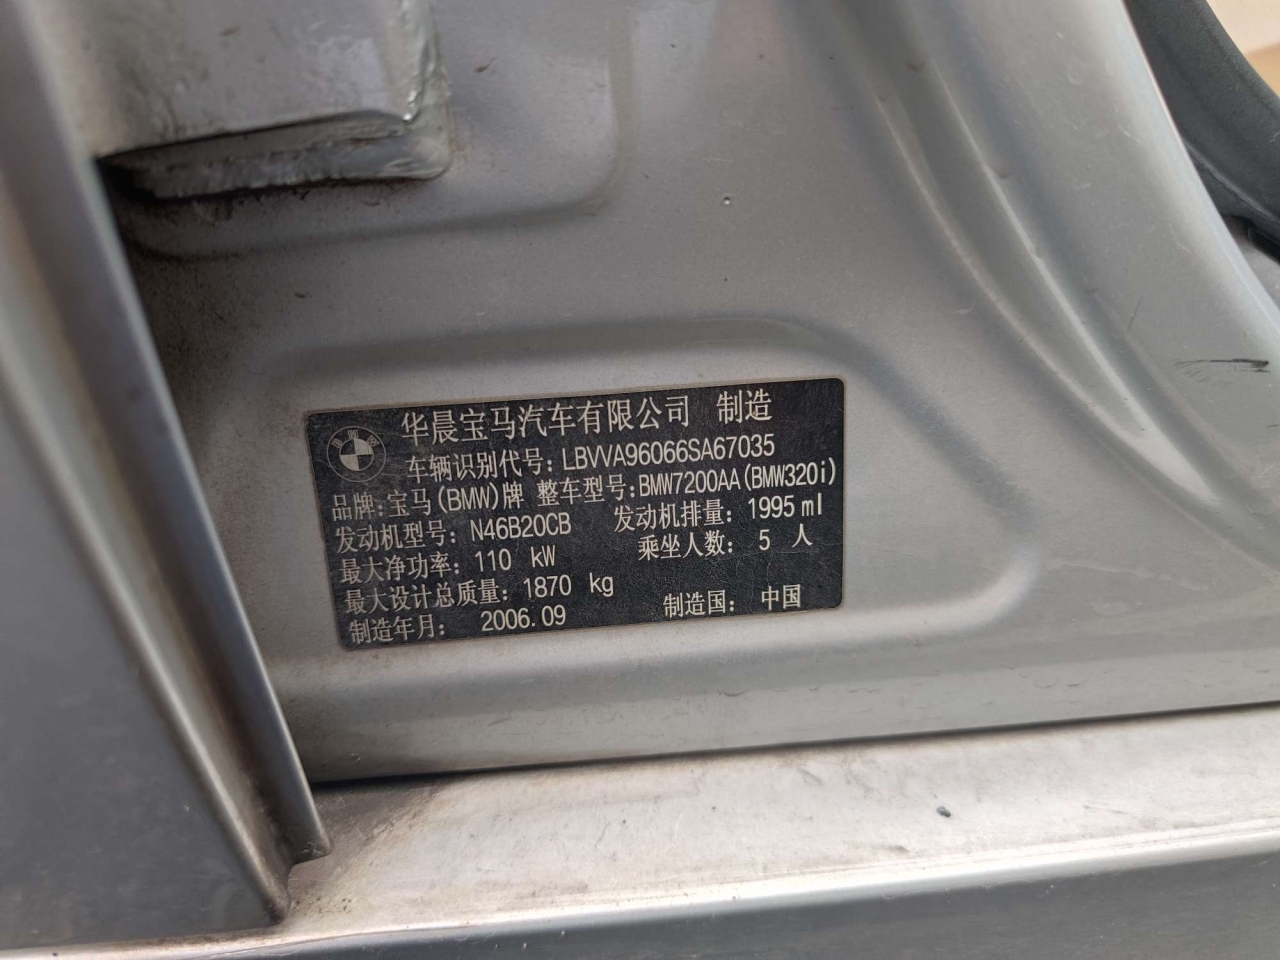 华晨宝马汽车有限公司 制造
车辆识别代号: LBVVA96066SA67035
品牌: 宝马(BMW)牌 整车型号: BMW7200AA(BMW320i)
发动机型号: N46B20CB 发动机排量: 1995 ml
最大净功率: 110 kW 乘坐人数: 5 人
最大设计总质量: 1870 kg
制造年月: 2006.09 制造国: 中国